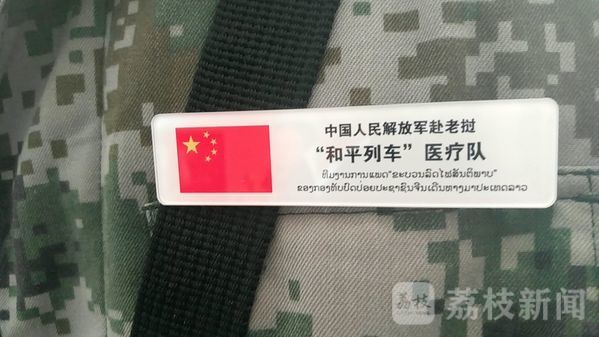 中国人民解放军赴老挝
“和平列车”医疗队
ທີມງານການແພດ“ຂະບວນລົດໄຟສັນຕິພາບ”
ຂອງກອງທັບປົດປ່ອຍປະຊາຊົນຈີນເດີນທາງມາປະເທດລາວ
荔枝
荔枝新闻